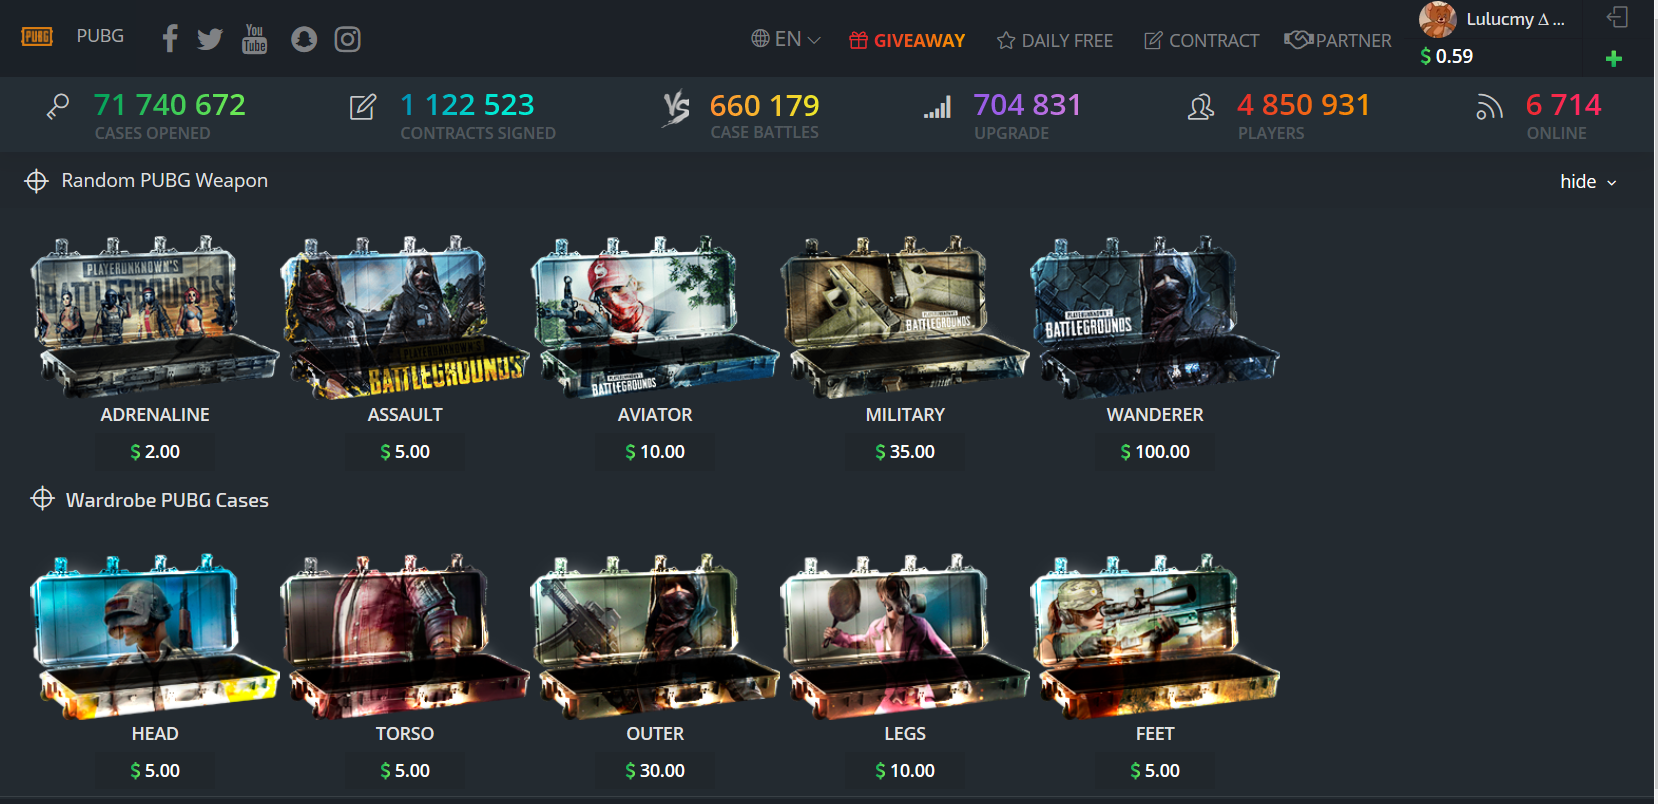 PUBG PUBG
You
Tube
EN GIVEAWAY DAILY FREE CONTRACT PARTNER
Lulucmy Δ ...
$ 0.59
71 740 672
CASES OPENED
1 122 523
CONTRACTS SIGNED
VS
660 179
CASE BATTLES
704 831
UPGRADE
4 850 931
PLAYERS
6 714
ONLINE
Random PUBG Weapon
hide
PLAYERUNKNOWN'S
BATTLEGROUNDS
ADRENALINE
$ 2.00
PLAYERUNKNOWN'S
BATTLEGROUNDS
ASSAULT
$ 5.00
BATTLEGROUNDS
AVIATOR
$ 10.00
BATTLEGROUNDS
MILITARY
$ 35.00
BATTLEGROUNDS
WANDERER
$ 100.00
Wardrobe PUBG Cases
HEAD
$ 5.00
TORSO
$ 5.00
OUTER
$ 30.00
LEGS
$ 10.00
FEET
$ 5.00